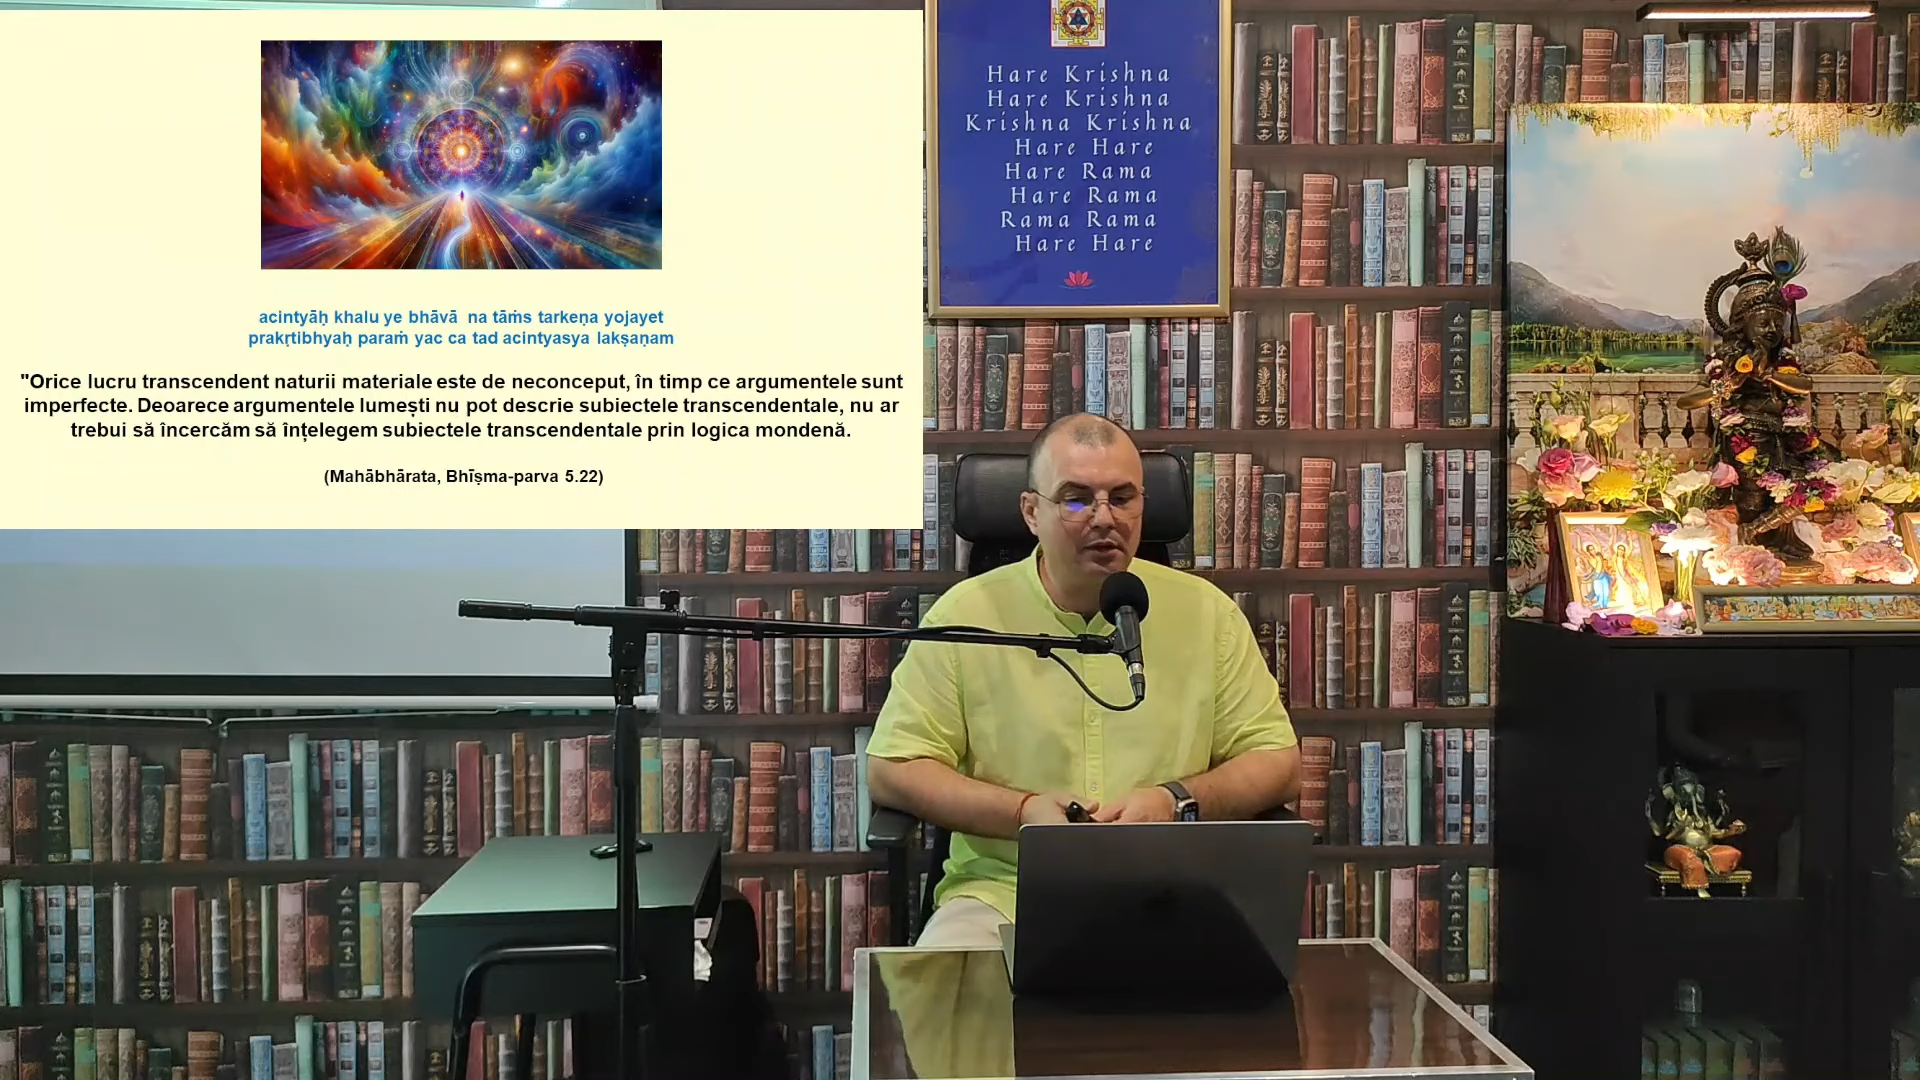 acintyāḥ khalu ye bhāvā na tāṁs tarkeṇa yojayet
prakṛtibhyaḥ paraṁ yac ca tad acintyasya lakṣaṇam
"Orice lucru transcendent naturii materiale este de neconceput, în timp ce argumentele sunt
imperfecte. Deoarece argumentele lumești nu pot descrie subiectele transcendentale, nu ar
trebui să încercăm să înțelegem subiectele transcendentale prin logica mondenă.
(Mahābhārata, Bhīṣma-parva 5.22)
Hare Krishna
Hare Krishna
Krishna Krishna
Hare Hare
Hare Rama
Hare Rama
Rama Rama
Hare Hare